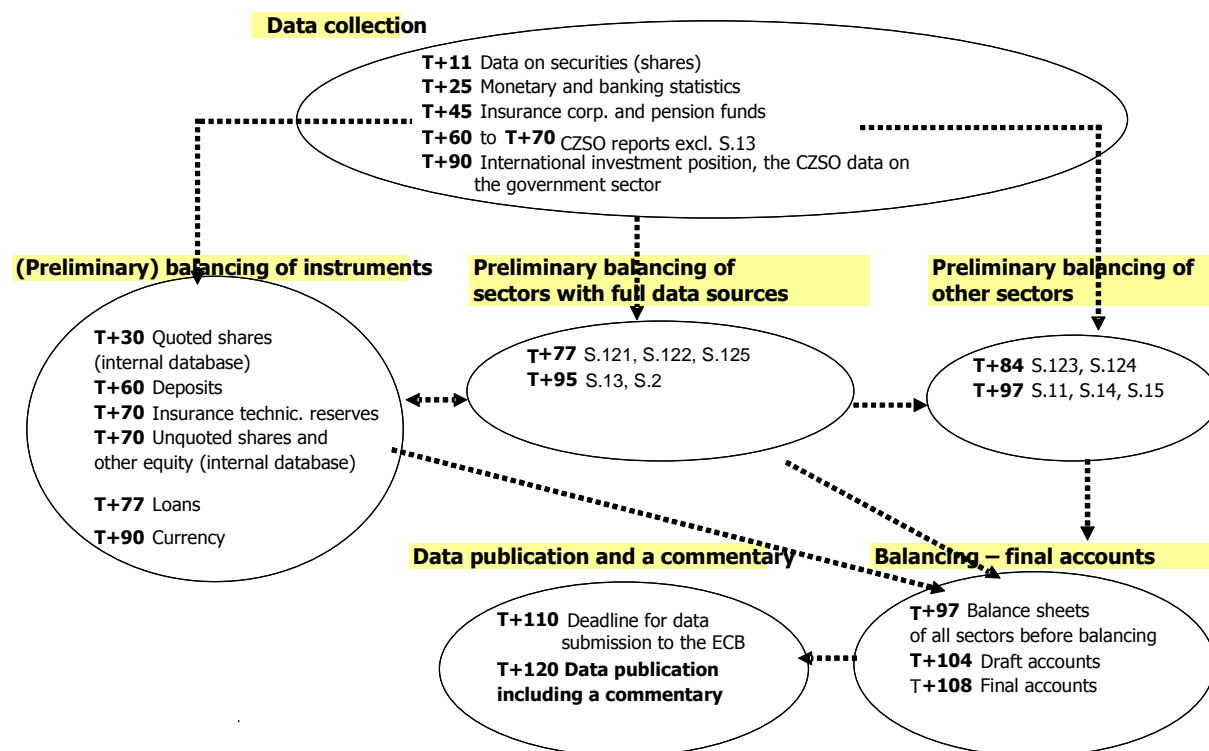 Data collection
T+11 Data on securities (shares)
T+25 Monetary and banking statistics
T+45 Insurance corp. and pension funds
T+60 to T+70 CZSO reports excl. S.13
T+90 International investment position, the CZSO data on
the government sector
(Preliminary) balancing of instruments
T+30 Quoted shares
(internal database)
T+60 Deposits
T+70 Insurance technic. reserves
T+70 Unquoted shares and
other equity (internal database)
T+77 Loans
T+90 Currency
Preliminary balancing of
sectors with full data sources
T+77 S.121, S.122, S.125
T+95 S.13, S.2
Preliminary balancing of
other sectors
T+84 S.123, S.124
T+97 S.11, S.14, S.15
Data publication and a commentary
T+110 Deadline for data
submission to the ECB
T+120 Data publication
including a commentary
Balancing – final accounts
T+97 Balance sheets
of all sectors before balancing
T+104 Draft accounts
T+108 Final accounts